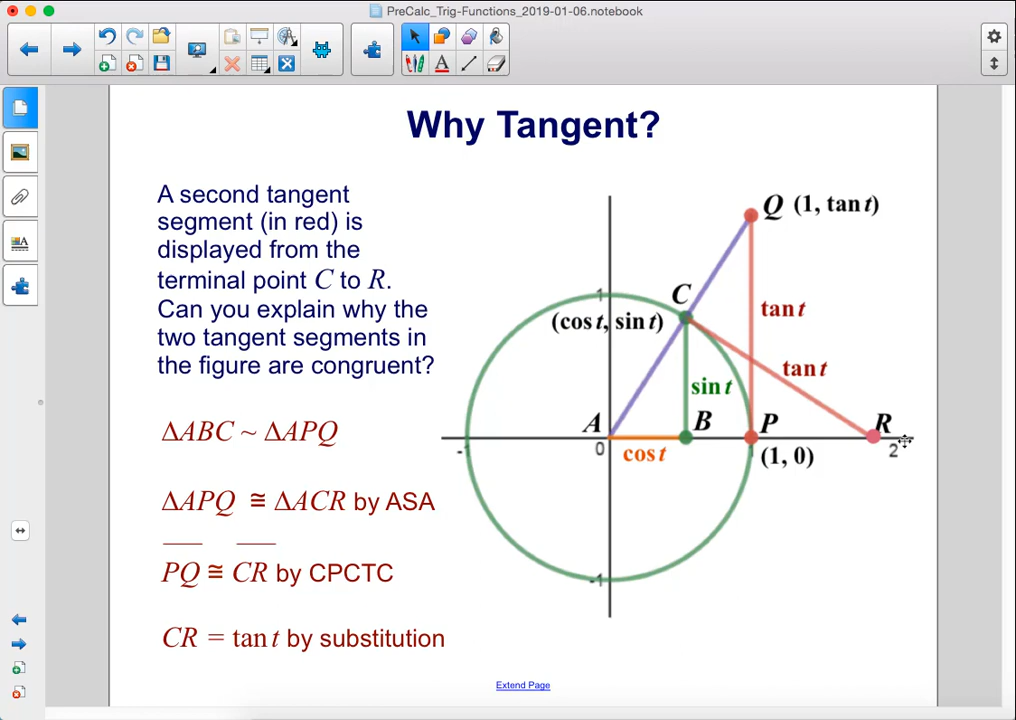 PreCalc_Trig-Functions_2019-01-06.notebook
Why Tangent?
A second tangent
segment (in red) is
displayed from the
terminal point C to R.
Can you explain why the
two tangent segments in
the figure are congruent?
ΔABC ~ ΔAPQ
ΔAPQ ≅ ΔACR by ASA
PQ ≅ CR by CPCTC
CR = tan t by substitution
Q (1, tan t)
1
C
(cos t, sin t)
tan t
tan t
sin t
A
B
P
R
-1
0
cos t
1
(1, 0)
2
-1
Extend Page